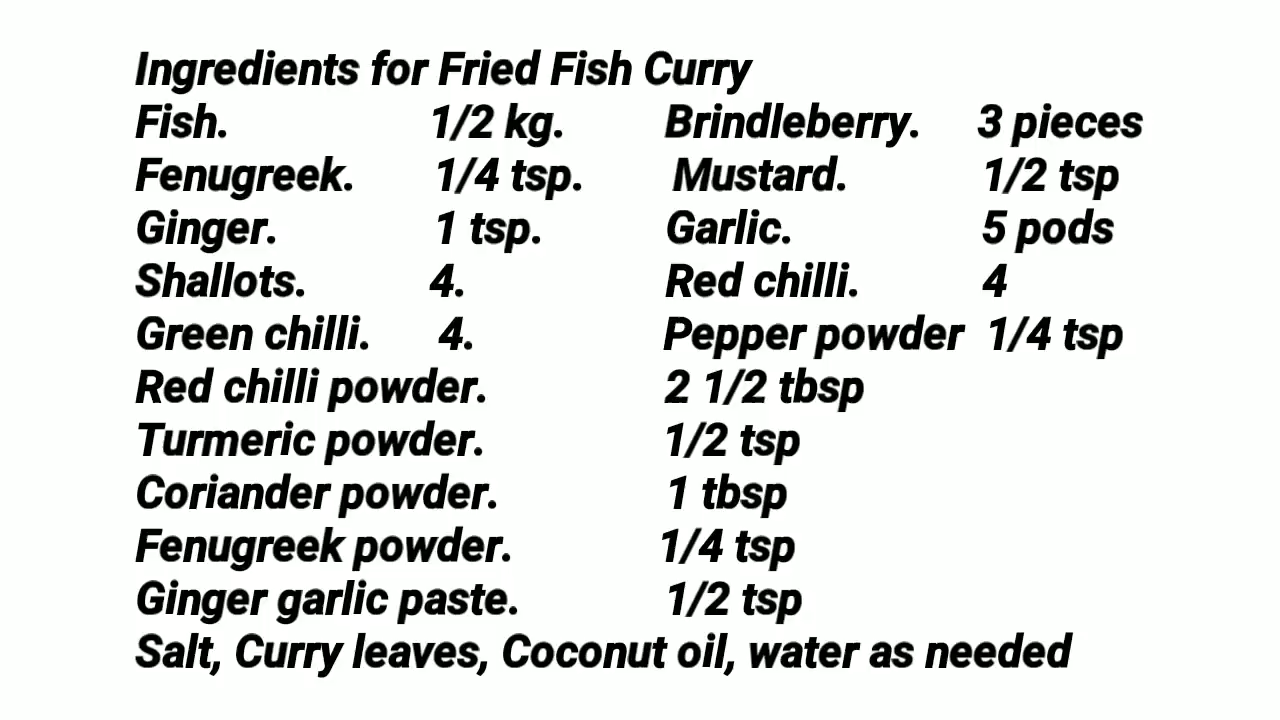 Ingredients for Fried Fish Curry
Fish. 1/2 kg. Brindleberry. 3 pieces
Fenugreek. 1/4 tsp. Mustard. 1/2 tsp
Ginger. 1 tsp. Garlic. 5 pods
Shallots. 4. Red chilli. 4
Green chilli. 4. Pepper powder 1/4 tsp
Red chilli powder. 2 1/2 tbsp
Turmeric powder. 1/2 tsp
Coriander powder. 1 tbsp
Fenugreek powder. 1/4 tsp
Ginger garlic paste. 1/2 tsp
Salt, Curry leaves, Coconut oil, water as needed